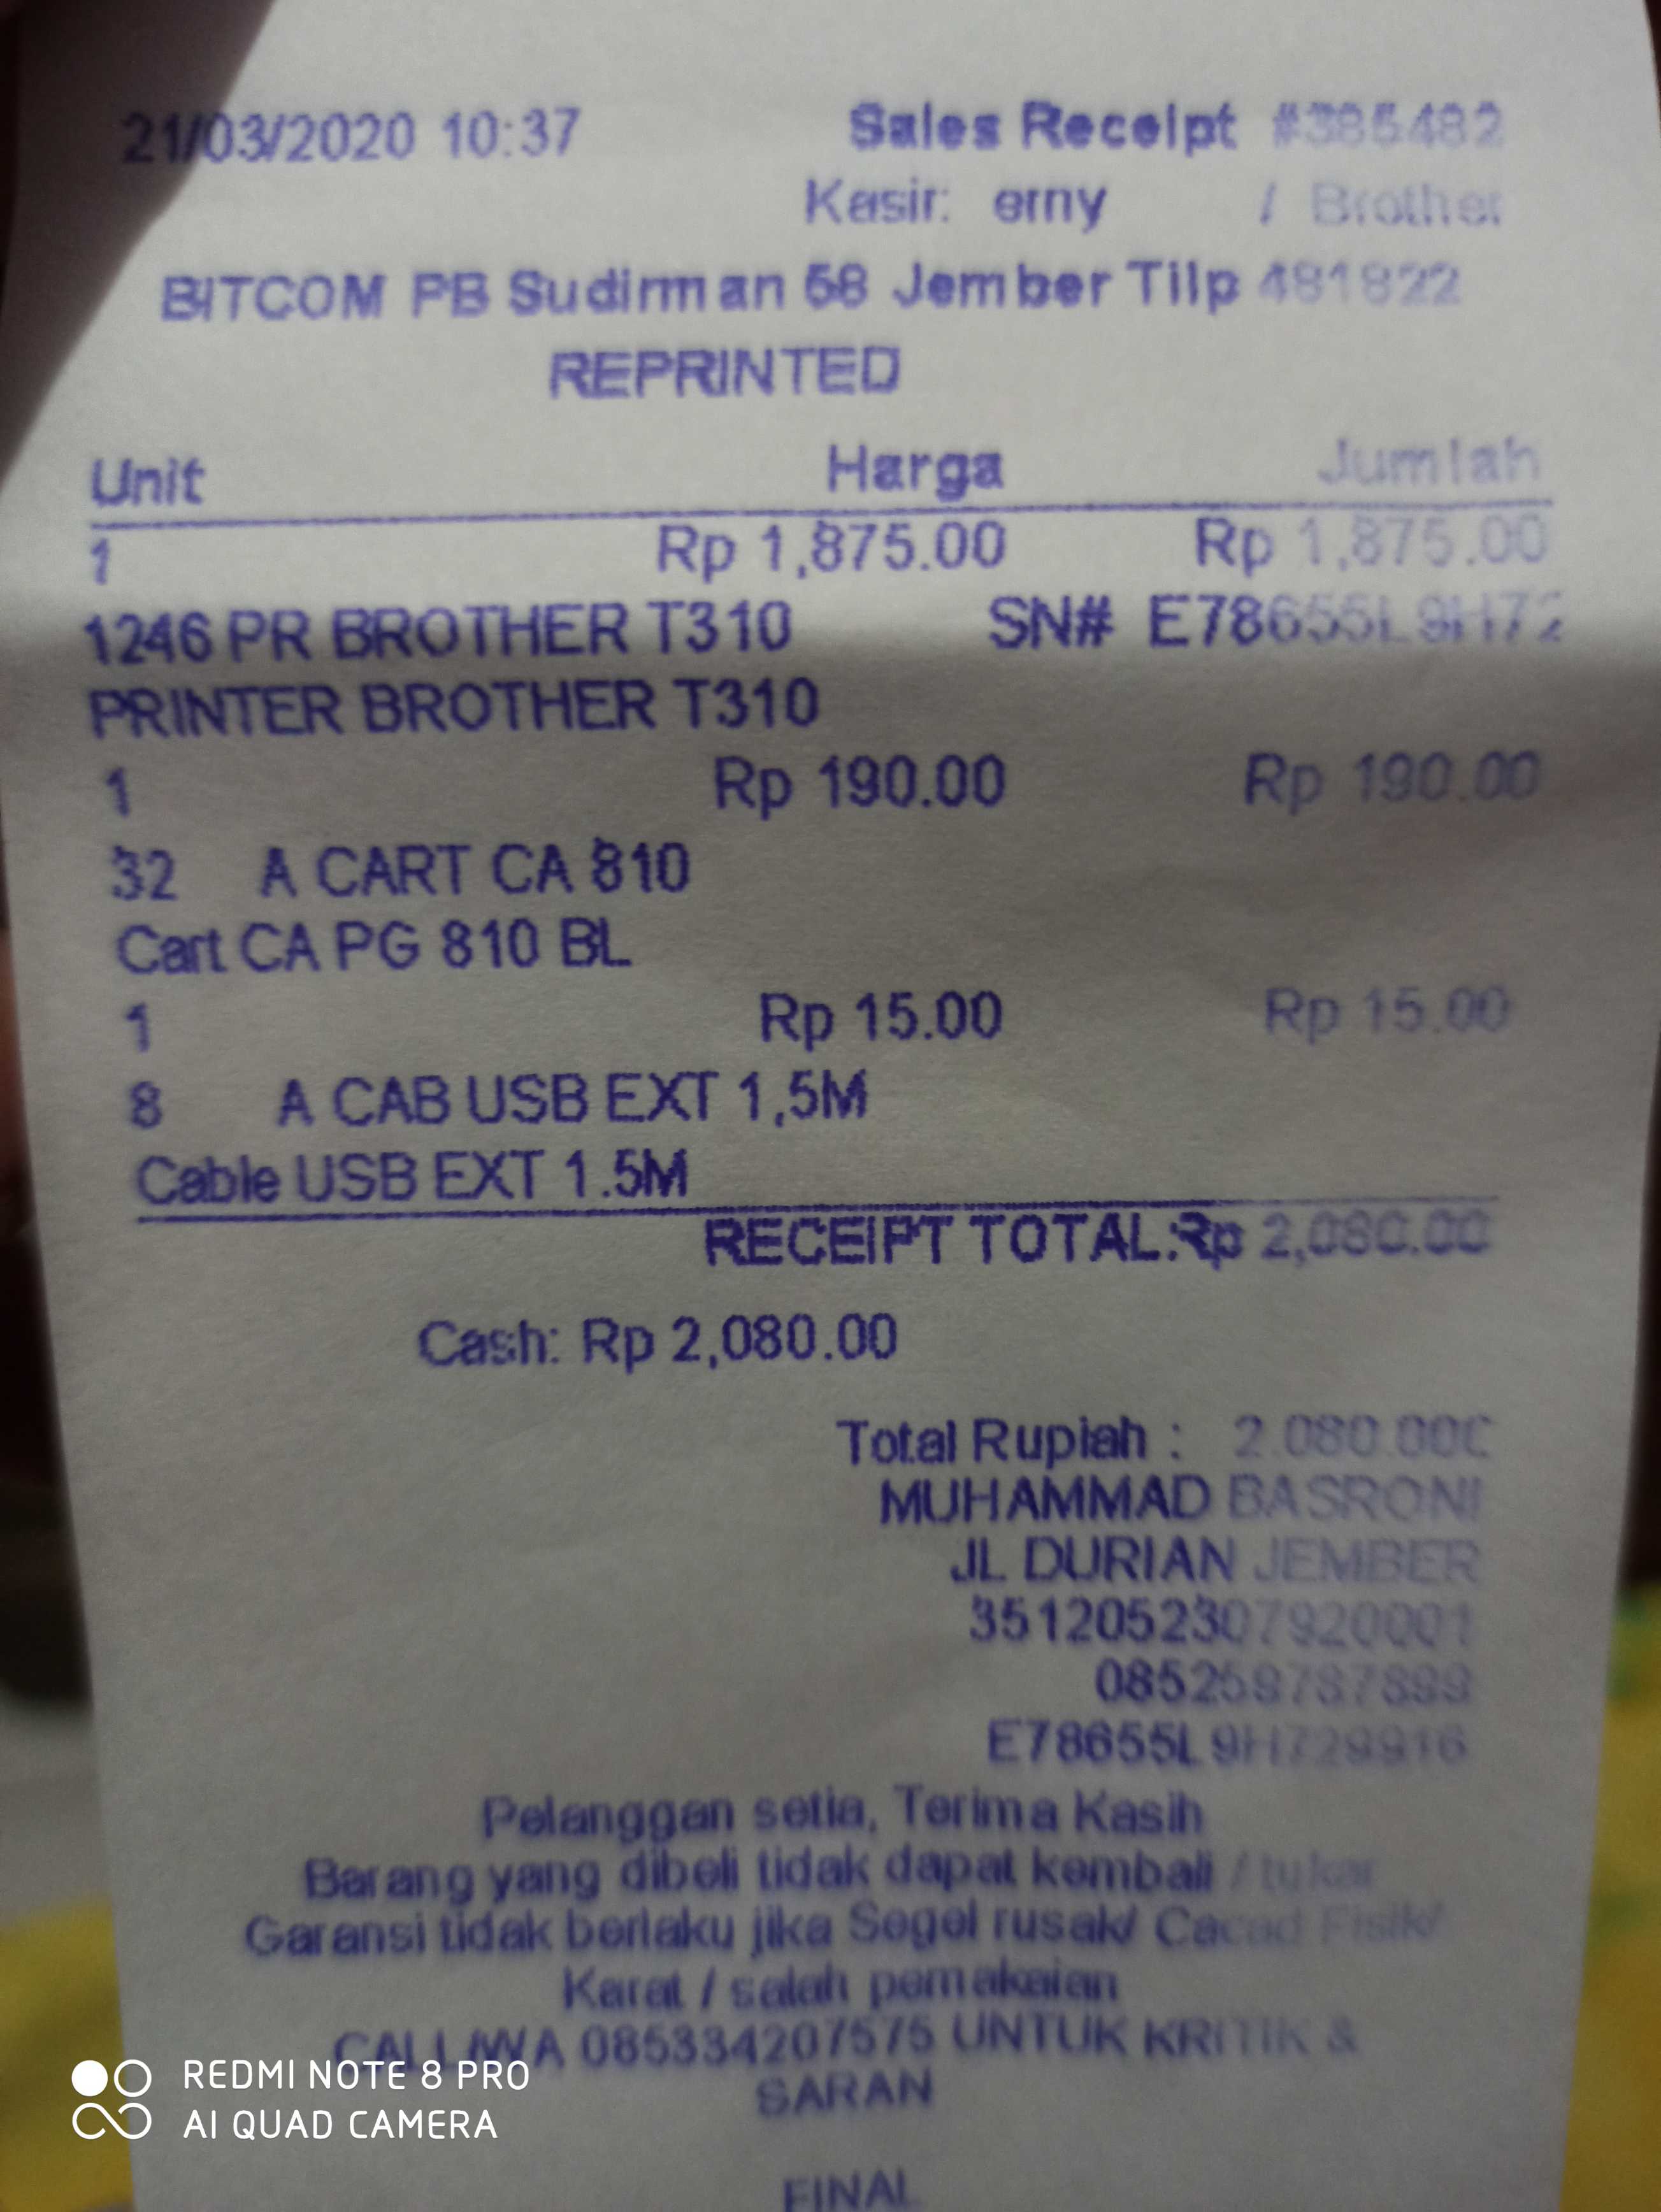 21/03/2020 10:37 Sales Receipt #385482
Kasir: erny / Brother
BITCOM PB Sudirman 58 Jember Tilp 481822
REPRINTED
Unit Harga Jumlah
1 Rp 1,875.00 Rp 1,875.00
1246 PR BROTHER T310 SN# E78655L9H72
PRINTER BROTHER T310
1 Rp 190.00 Rp 190.00
32 A CART CA 810
Cart CA PG 810 BL
1 Rp 15.00 Rp 15.00
8 A CAB USB EXT 1,5M
Cable USB EXT 1.5M
RECEIPT TOTAL:Rp 2,080.00
Cash: Rp 2,080.00
Total Rupiah : 2.080.000
MUHAMMAD BASRONI
JL DURIAN JEMBER
3512052307920001
E78655L9H729916
Pelanggan setia, Terima Kasih
Barang yang dibeli tidak dapat kembali / tukar
Garansi tidak berlaku jika Segel rusak/ Cacad Fisik/
Karat / salah pemakaian
CALL/WA 085334207575 UNTUK KRITIK &
SARAN
REDMI NOTE 8 PRO
AI QUAD CAMERA
FINAL